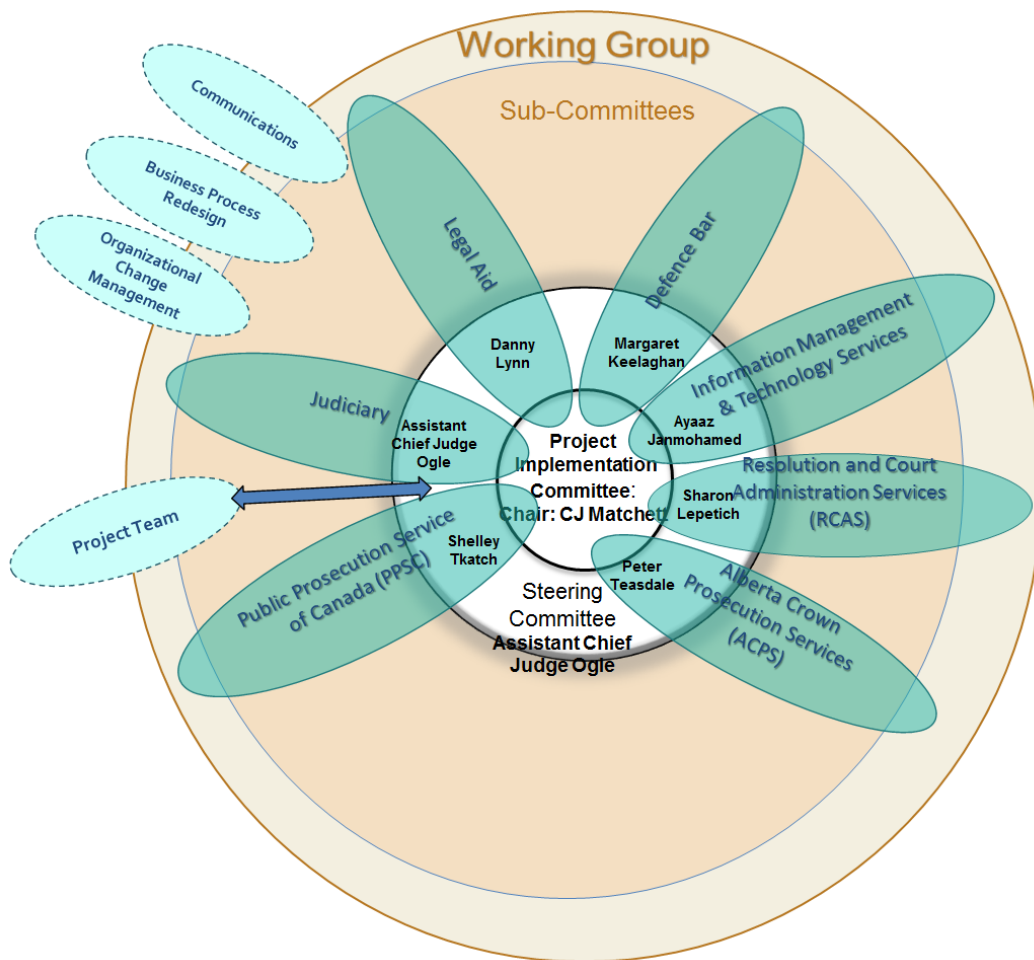 Working Group
Sub-Committees
Communications
Business Process
Redesign
Organizational
Change
Management
Legal Aid
Defence Bar
Danny
Lynn
Margaret
Keelaghan
Information Management
& Technology Services
Ayaaz
Janmohamed
Judiciary
Assistant
Chief Judge
Ogle
Project
Implementation
Committee:
Chair: CJ Matchett
Resolution and Court
Administration Services
(RCAS)
Sharon
Lepetich
Project Team
Public Prosecution Service
of Canada (PPSC)
Shelley
Tkatch
Peter
Teasdale
Alberta Crown
Prosecution Services
(ACPS)
Steering
Committee
Assistant Chief
Judge Ogle